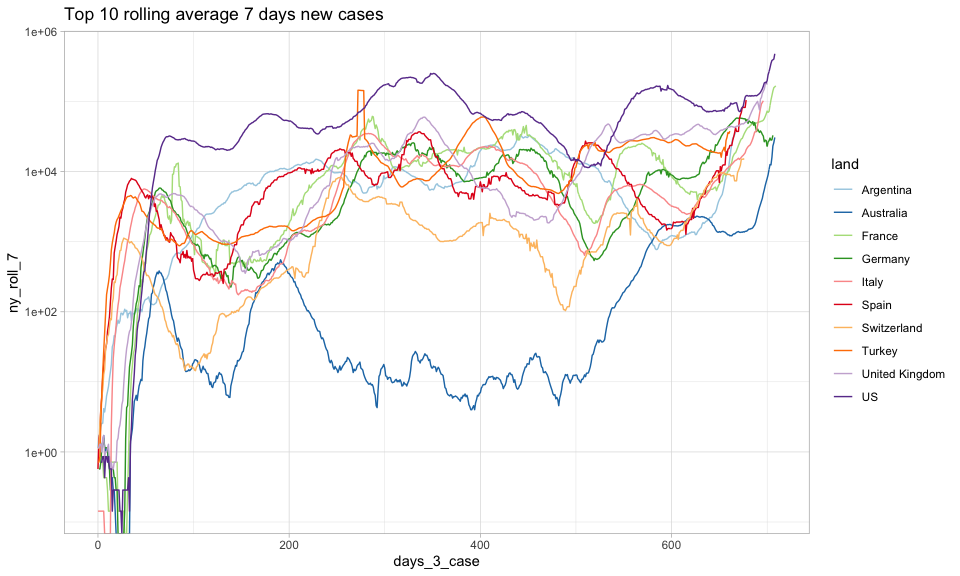 Top 10 rolling average 7 days new cases
1e+06
1e+04
1e+02
1e+00
ny_roll_7
0 200 400 600
days_3_case
land
Argentina
Australia
France
Germany
Italy
Spain
Switzerland
Turkey
United Kingdom
US